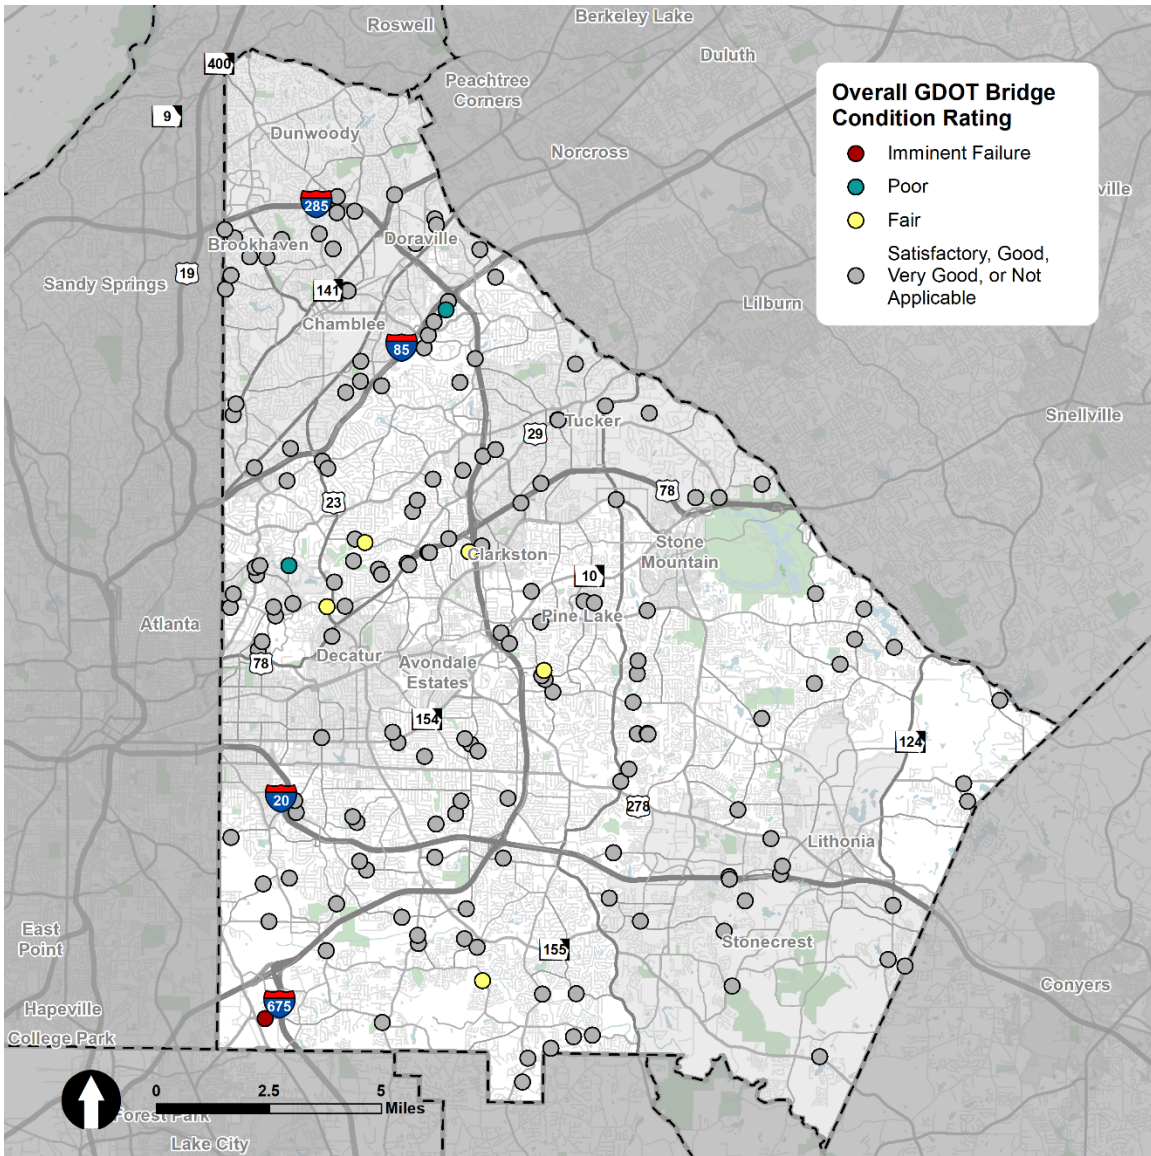 Roswell
Berkeley Lake
Duluth
400
Peachtree
Corners
9
Dunwoody
Norcross
Overall GDOT Bridge
Condition Rating
Imminent Failure
Poor
Fair
Satisfactory, Good,
Very Good, or Not
Applicable
ville
285
Brookhaven
Doraville
Sandy Springs
19
141
Lilburn
Chamblee
85
Snellville
Tucker
29
78
23
Clarkston
Stone
Mountain
10
Pine Lake
Atlanta
Decatur
78
Avondale
Estates
154
124
20
278
Lithonia
East
Point
155
Stonecrest
Conyers
Hapeville
675
College Park
0
2.5
5
Miles
Forest Park
Lake City